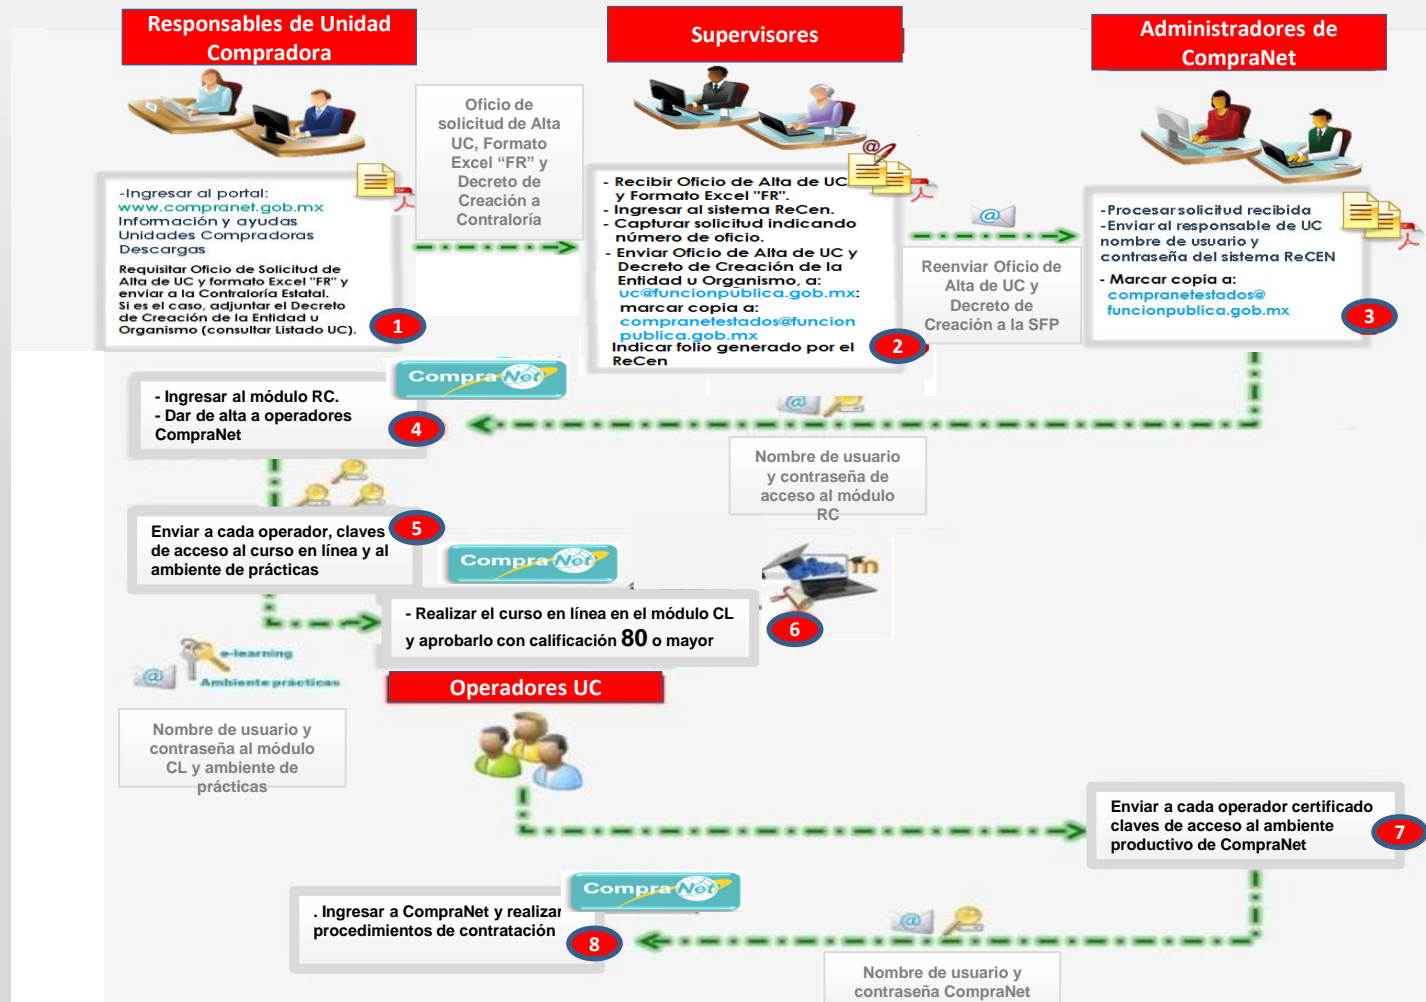 Responsables de Unidad
Compradora
Supervisores
Administradores de
CompraNet
-Ingresar al portal:
www.compranet.gob.mx
Información y ayudas
Unidades Compradoras
Descargas
Requisitar Oficio de Solicitud de
Alta de UC y formato Excel "FR" y
enviar a la Contraloría Estatal.
Si es el caso, adjuntar el Decreto
de Creación de la Entidad u
Organismo (consultar Listado UC).
1
Oficio de
solicitud de Alta
UC, Formato
Excel “FR” y
Decreto de
Creación a
Contraloría
- Recibir Oficio de Alta de UC
y Formato Excel "FR".
- Ingresar al sistema ReCen.
- Capturar solicitud indicando
número de oficio.
- Enviar Oficio de Alta de UC y
Decreto de Creación de la
Entidad u Organismo, a:
uc@funcionpublica.gob.mx:
marcar copia a:
compranetestados@funcion
publica.gob.mx
Indicar folio generado por el
ReCen
2
@
@
Reenviar Oficio de
Alta de UC y
Decreto de
Creación a la SFP
-Procesar solicitud recibida
-Enviar al responsable de UC
nombre de usuario y
contraseña del sistema ReCEN
- Marcar copia a:
compranetestados@
funcionpublica.gob.mx
3
CompraNet
- Ingresar al módulo RC.
- Dar de alta a operadores
CompraNet
4
@
Nombre de usuario
y contraseña de
acceso al módulo
RC
Enviar a cada operador, claves
de acceso al curso en línea y al
ambiente de prácticas
5
CompraNet
- Realizar el curso en línea en el módulo CL
y aprobarlo con calificación 80 o mayor
6
e-learning
@
Ambiente prácticas
Nombre de usuario y
contraseña al módulo
CL y ambiente de
prácticas
Operadores UC
Enviar a cada operador certificado
claves de acceso al ambiente
productivo de CompraNet
7
CompraNet
. Ingresar a CompraNet y realizar
procedimientos de contratación
8
@
Nombre de usuario y
contraseña CompraNet